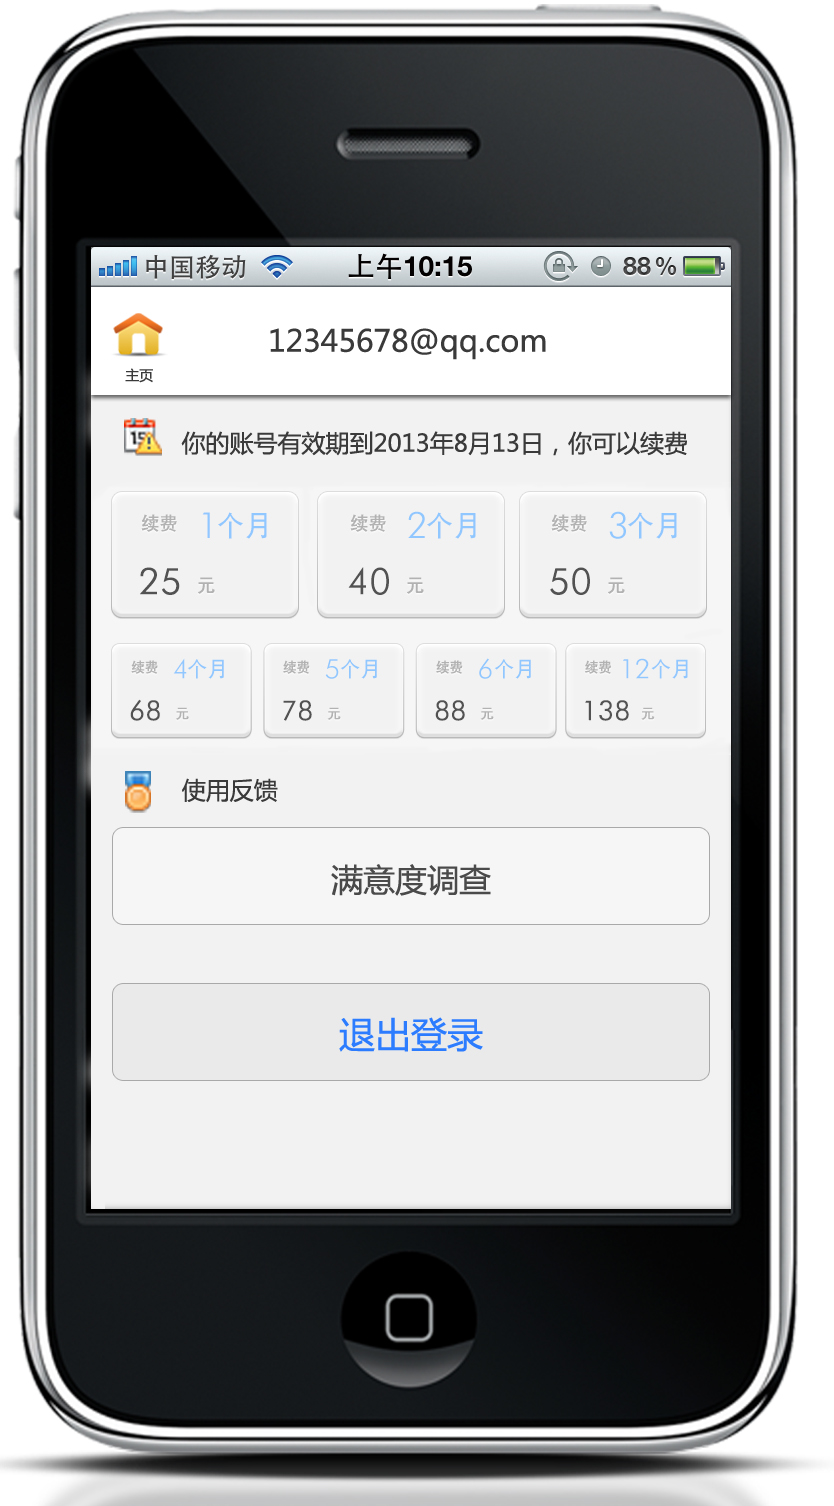 中国移动 上午10:15 88%
12345678@qq.com
主页
15
你的账号有效期到2013年8月13日，你可以续费
续费 1个月 续费 2个月 续费 3个月
25 元 40 元 50 元
续费 4个月 续费 5个月 续费 6个月 续费 12个月
68 元 78 元 88 元 138 元
使用反馈
满意度调查
退出登录